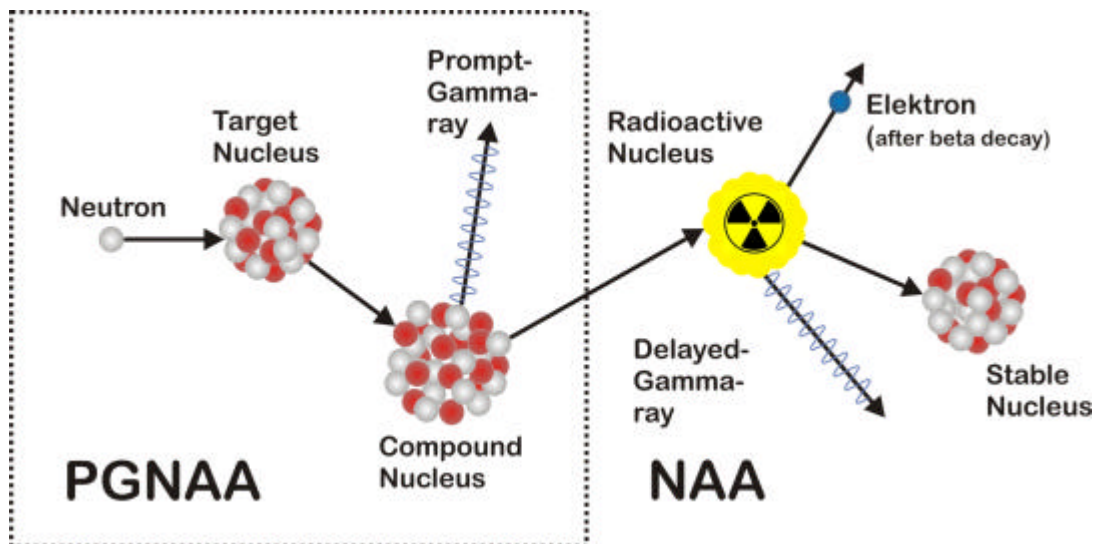 Neutron
Target
Nucleus
Prompt-
Gamma-
ray
Compound
Nucleus
PGNAA
Radioactive
Nucleus
Elektron
(after beta decay)
Delayed-
Gamma-
ray
Stable
Nucleus
NAA